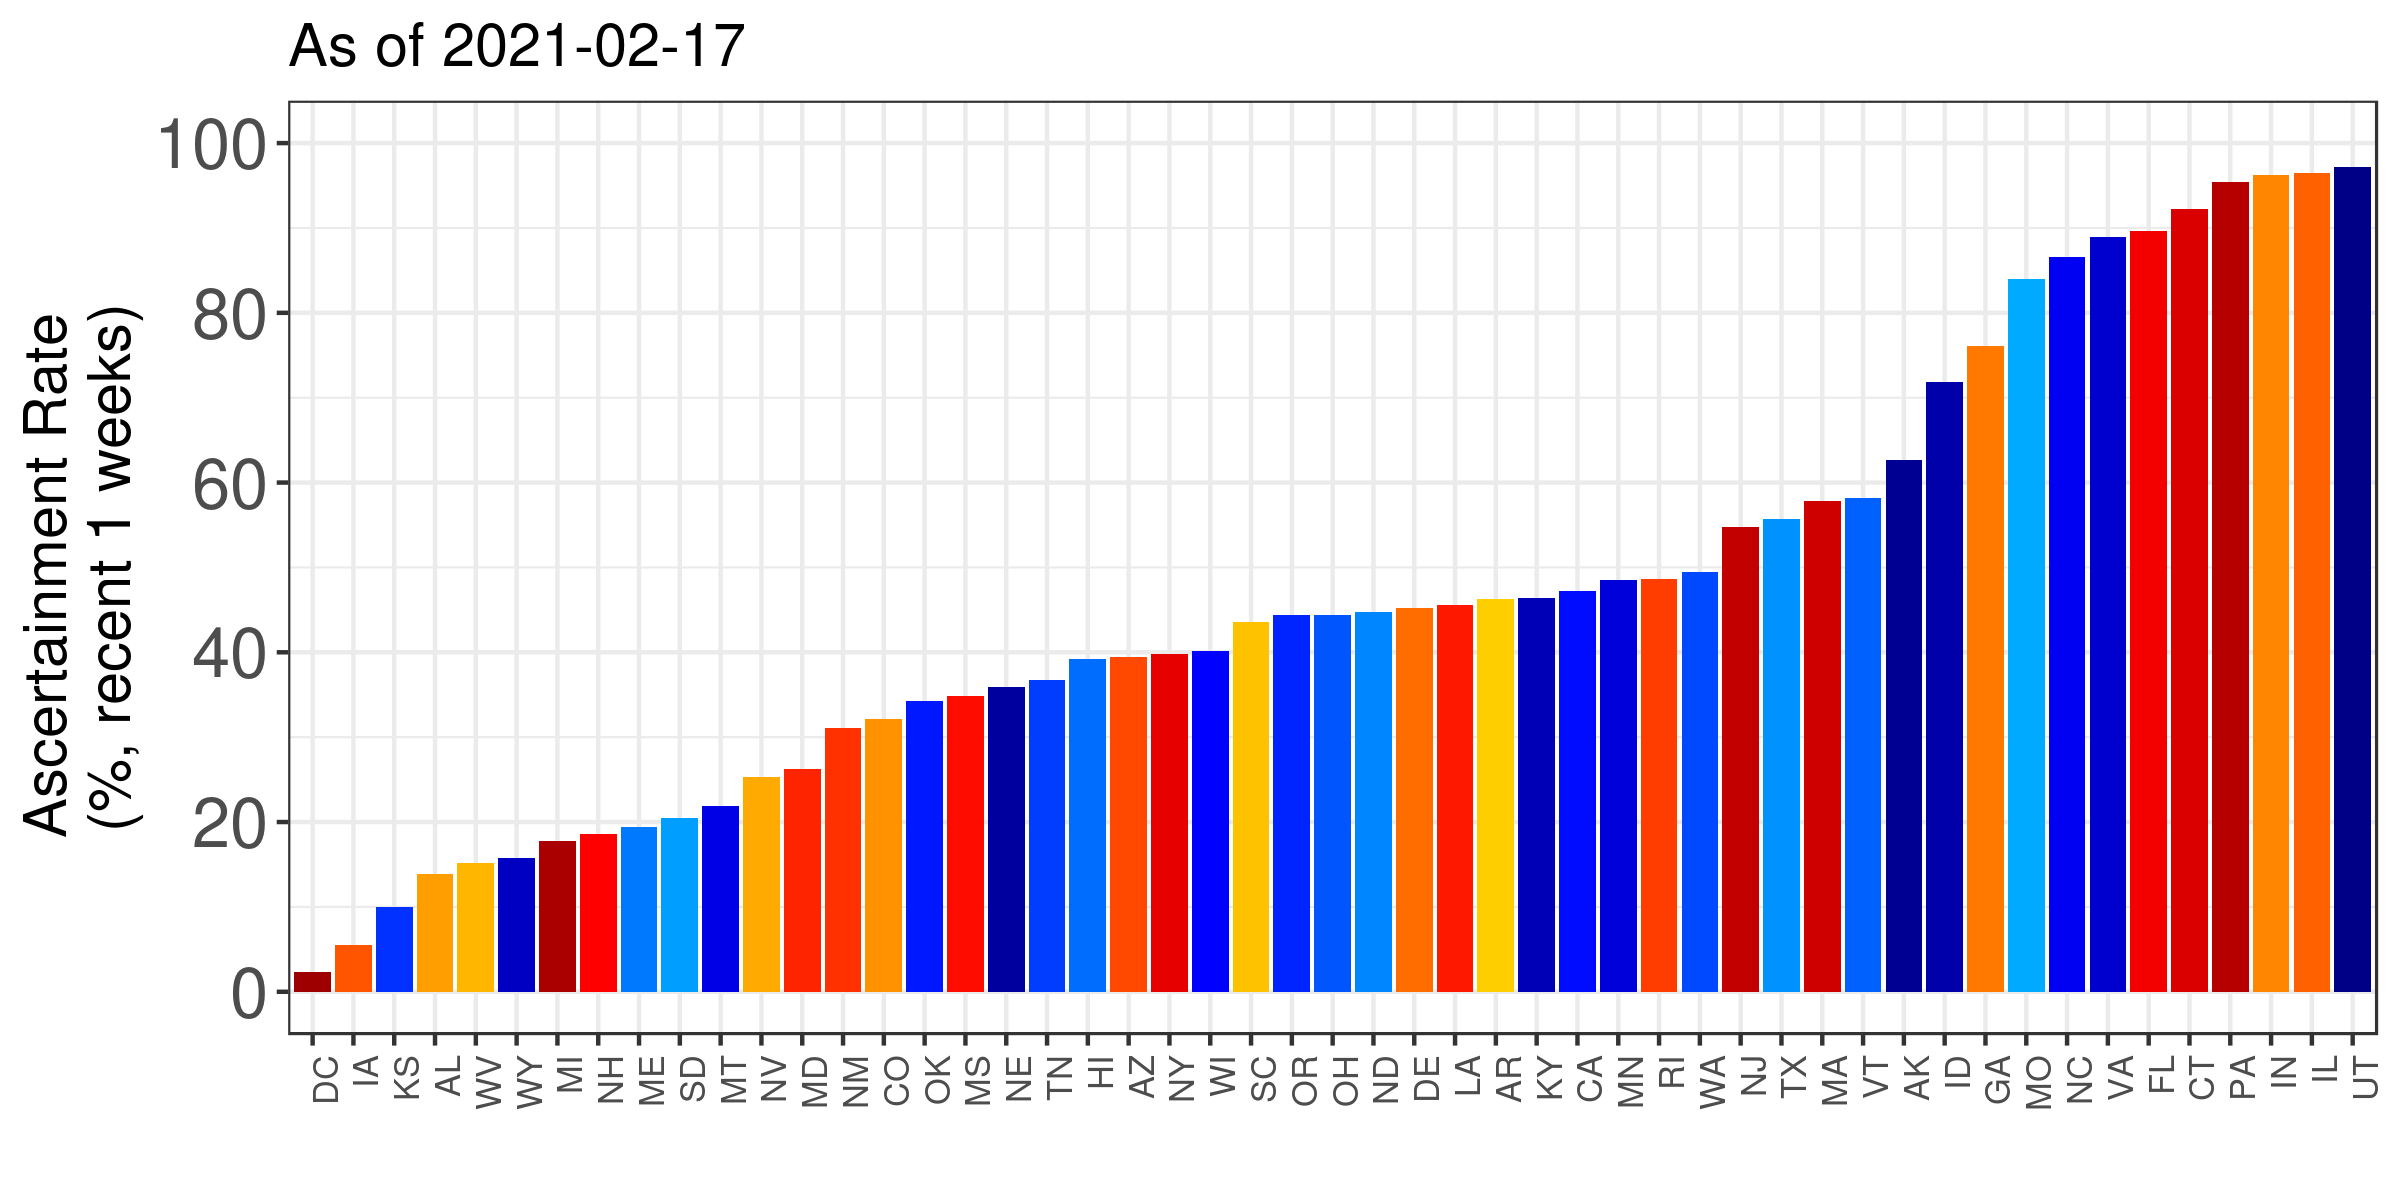 As of 2021-02-17
Ascertainment Rate
(%, recent 1 weeks)
100
80
60
40
20
0
DC IA KS AL WV WY MI NH ME SD MT NV MD NM CO OK MS NE TN HI AZ NY WI SC OR OH ND DE LA AR KY CA MN RI WA NJ TX MA VT AK ID GA MO NC VA FL CT PA IN IL UT